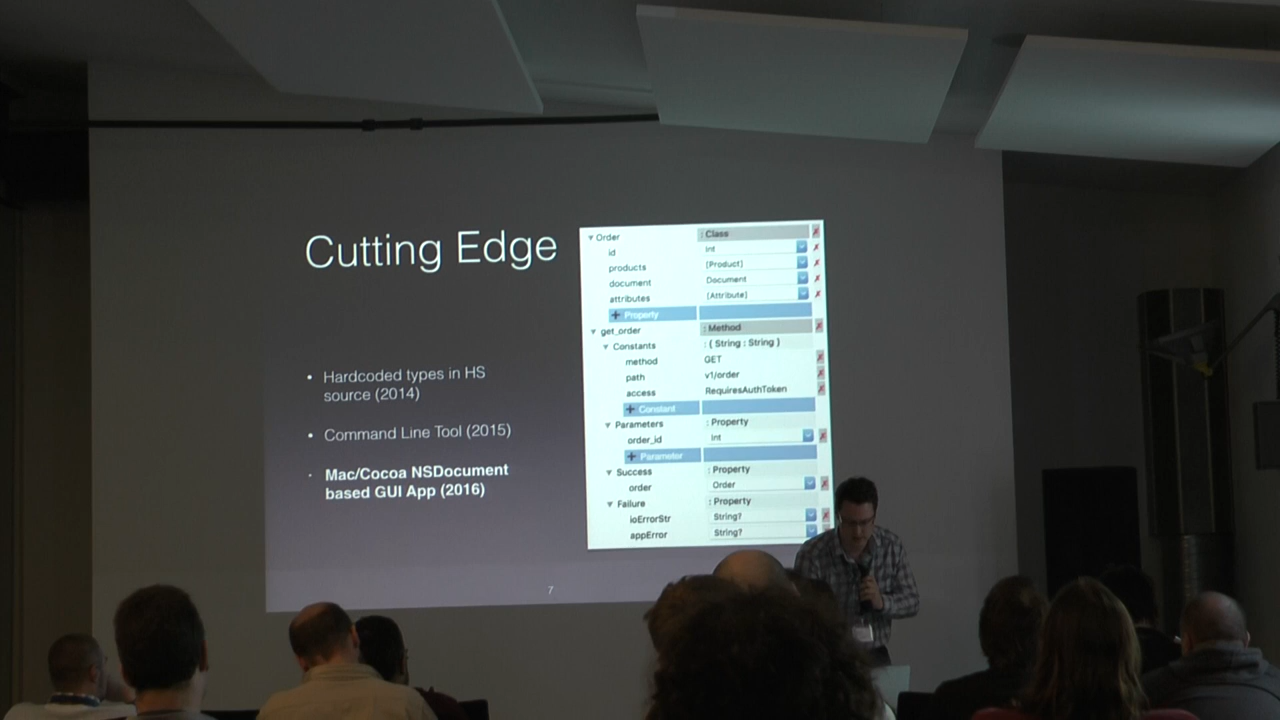 Cutting Edge
• Hardcoded types in HS
source (2014)
• Command Line Tool (2015)
• Mac/Cocoa NSDocument
based GUI App (2016)
▼ Order : Class ✗
id Int ✗
products [Product] ✗
document Document ✗
attributes [Attribute] ✗
+ Property
▼ get_order : Method ✗
▼ Constants : { String : String }
method GET ✗
path v1/order ✗
access RequiresAuthToken ✗
+ Constant
▼ Parameters : Property
order_id Int ✗
+ Parameter
▼ Success : Property
order Order ✗
▼ Failure : Property
ioErrorStr String? ✗
appError String? ✗
7